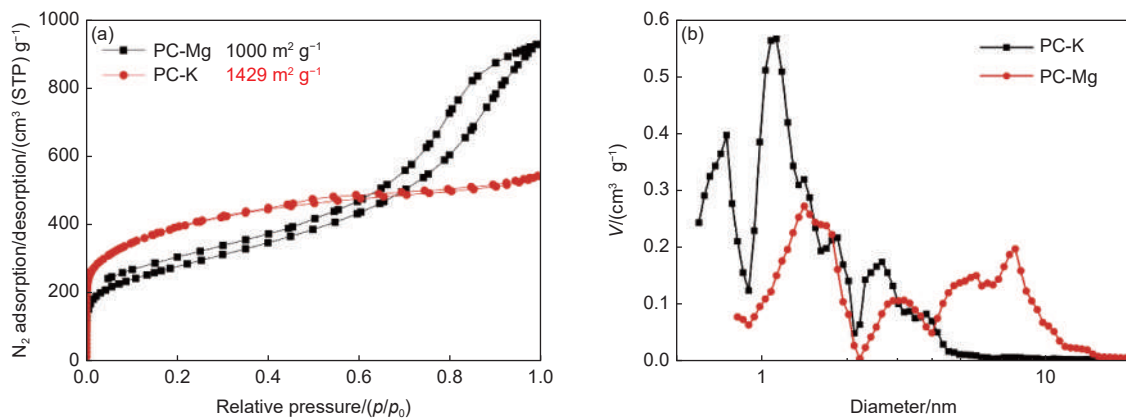 (a)
PC-Mg 1000 m² g⁻¹
PC-K 1429 m² g⁻¹
N₂ adsorption/desorption/(cm³ (STP) g⁻¹)
1000
800
600
400
200
0
0.0 0.2 0.4 0.6 0.8 1.0
Relative pressure/(p/p₀)
(b)
PC-K
PC-Mg
V/(cm³ g⁻¹)
0.6
0.5
0.4
0.3
0.2
0.1
0.0
1 10
Diameter/nm